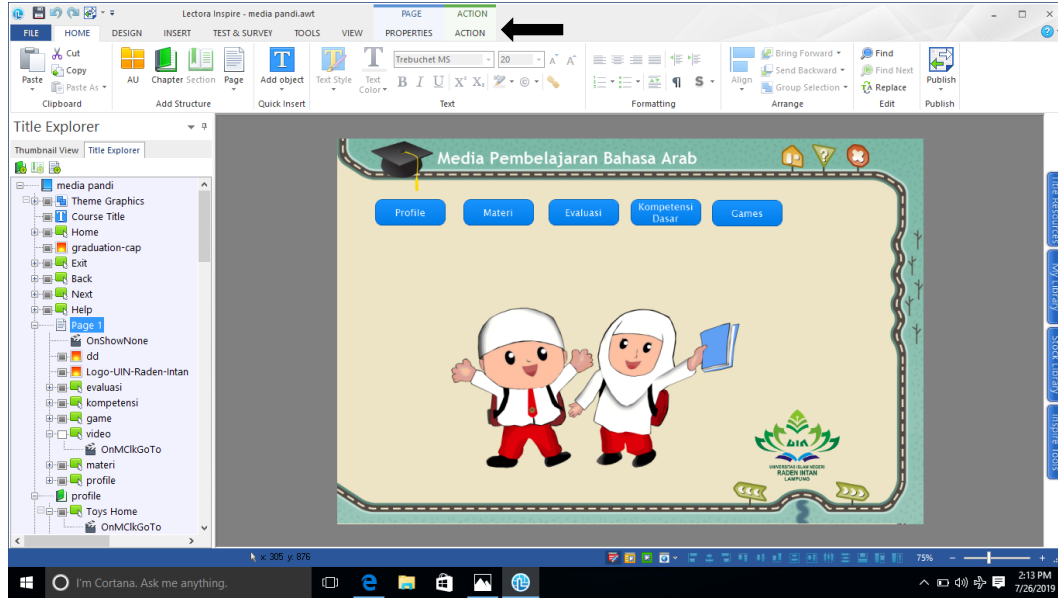 Lectora Inspire - media pandi.awt
PAGE ACTION
FILE HOME DESIGN INSERT TEST & SURVEY TOOLS VIEW PROPERTIES ACTION
Paste
Cut
Copy
Paste As
Clipboard
AU
Chapter
Section
Page
Add Structure
Add object
Quick Insert
Text Style
Text Color
Trebuchet MS 20
B I U X² X₂
Text
¶ S
Formatting
Align
Bring Forward
Send Backward
Group Selection
Arrange
Find
Find Next
Replace
Edit
Publish
Publish
Title Explorer
Thumbnail View Title Explorer
media pandi
Theme Graphics
Course Title
Home
graduation-cap
Exit
Back
Next
Help
Page 1
OnShowNone
dd
Logo-UIN-Raden-Intan
evaluasi
kompetensi
game
video
OnMClkGoTo
materi
profile
profile
Toys Home
OnMClkGoTo
Media Pembelajaran Bahasa Arab
Profile
Materi
Evaluasi
Kompetensi
Dasar
Games
UIN
UNIVERSITAS ISLAM NEGERI
RADEN INTAN
LAMPUNG
Title Resources
My Library
Stock Library
Inspire Tools
x: 305 y: 876
75%
I'm Cortana. Ask me anything.
2:13 PM
7/26/2019